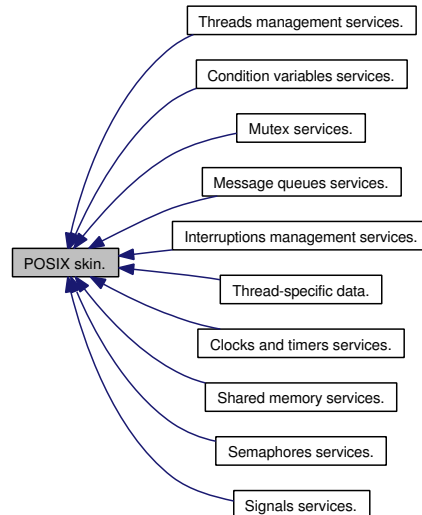 Threads management services.
Condition variables services.
Mutex services.
Message queues services.
Interruptions management services.
POSIX skin.
Thread-specific data.
Clocks and timers services.
Shared memory services.
Semaphores services.
Signals services.